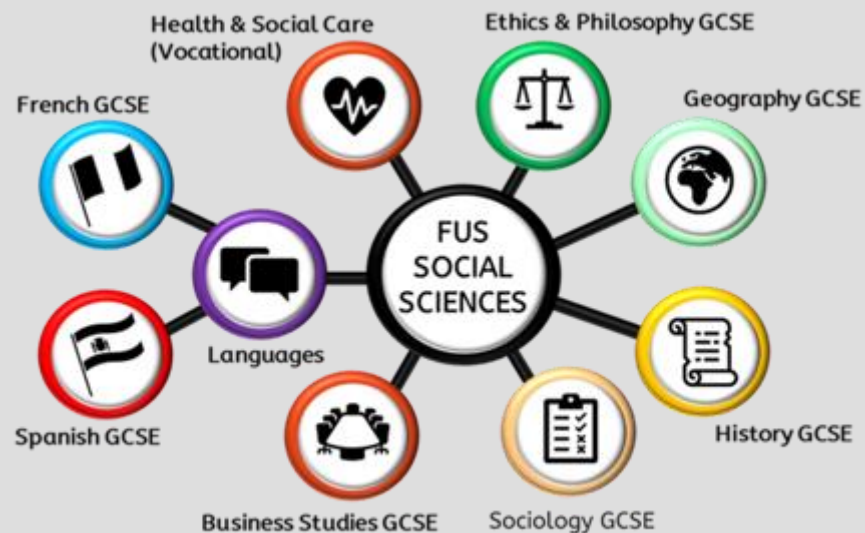 Health & Social Care
(Vocational)
Ethics & Philosophy GCSE
French GCSE
Geography GCSE
FUS
SOCIAL
SCIENCES
Languages
Spanish GCSE
History GCSE
Business Studies GCSE
Sociology GCSE